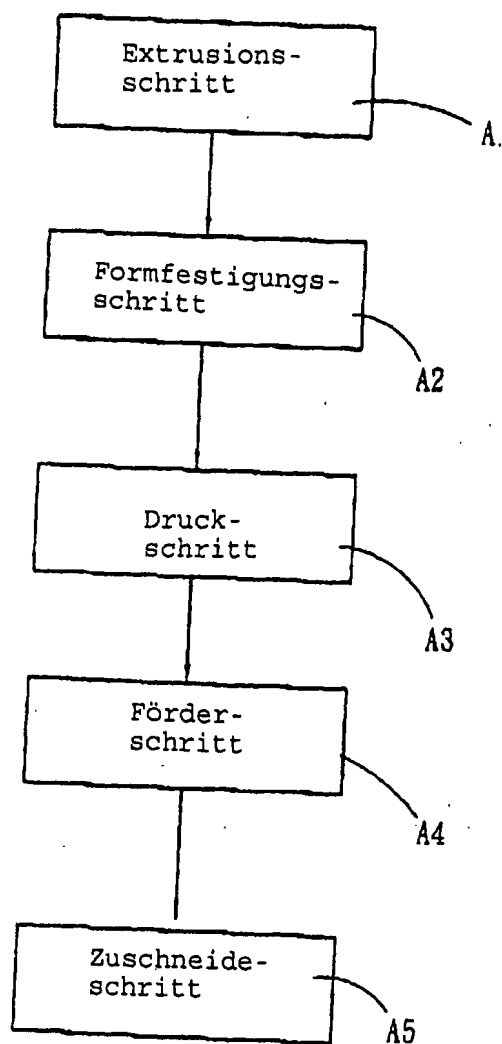 Extrusions-
schritt
A.
Formfestigungs-
schritt
A2
Druck-
schritt
A3
Förder-
schritt
A4
Zuschneide-
schritt
A5